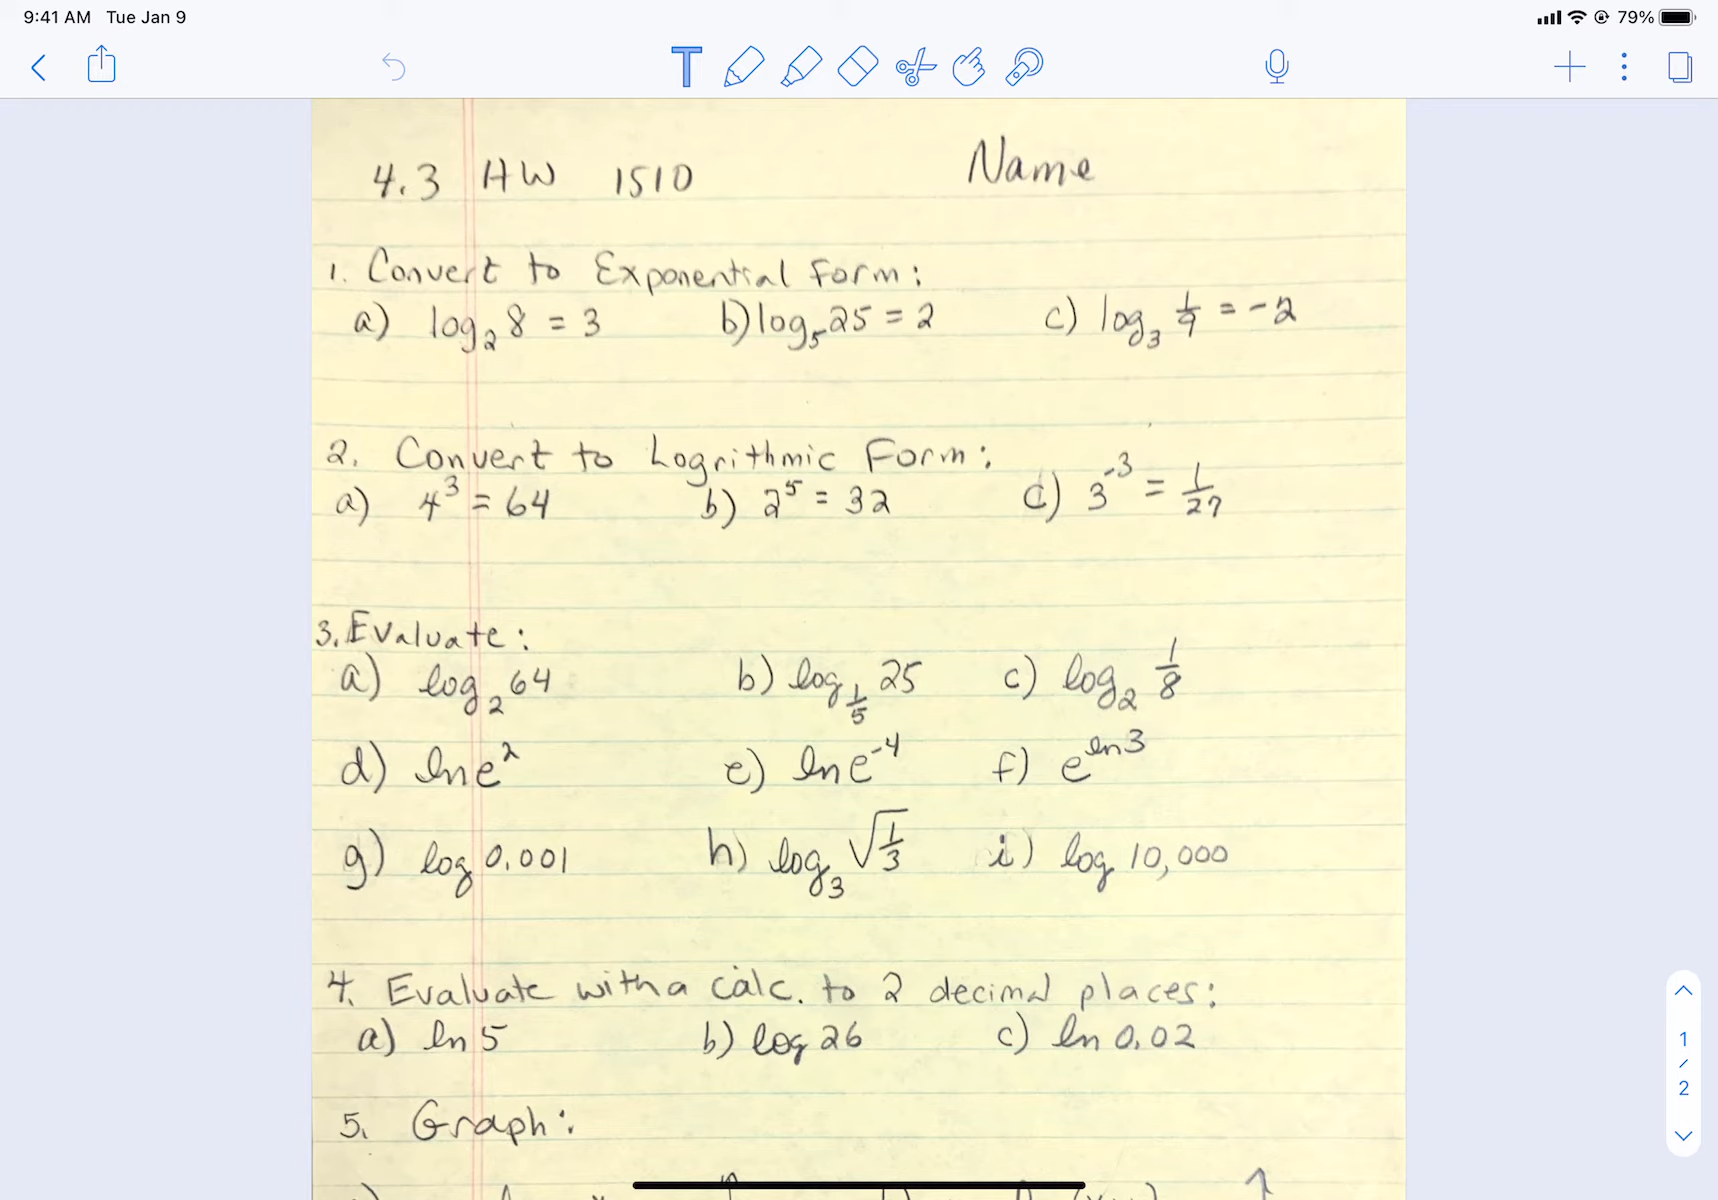 9:41 AM Tue Jan 9 79%
4.3 HW 1510 Name
1. Convert to Exponential Form:
a) log₂ 8 = 3 b) log₅ 25 = 2 c) log₃ 1/9 = -2
2. Convert to Logrithmic Form:
a) 4³ = 64 b) 2⁵ = 32 c) 3⁻³ = 1/27
3. Evaluate:
a) log₂ 64 b) log_(1/5) 25 c) log₂ 1/8
d) ln e² e) ln e⁻⁴ f) e^(ln 3)
g) log 0.001 h) log₃ √(1/3) i) log 10,000
4. Evaluate with a calc. to 2 decimal places:
a) ln 5 b) log 26 c) ln 0.02
5. Graph:
1
/
2